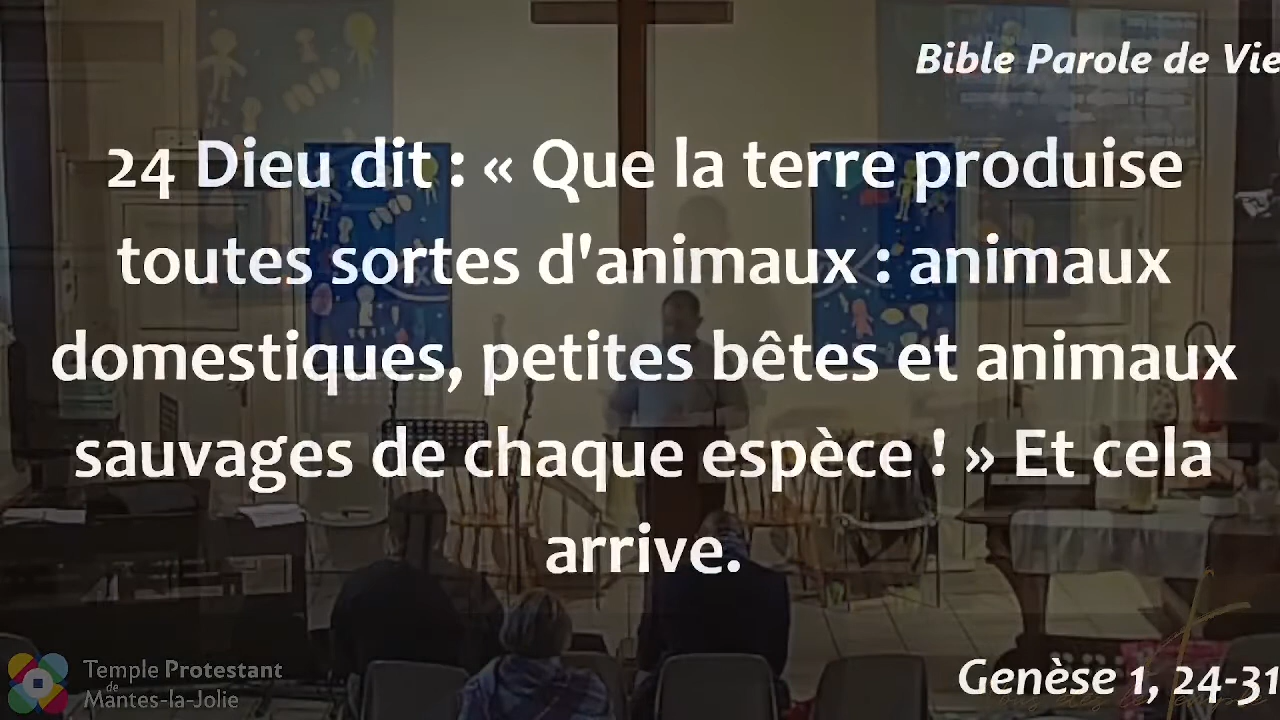 Bible Parole de Vie
24 Dieu dit : « Que la terre produise
toutes sortes d'animaux : animaux
domestiques, petites bêtes et animaux
sauvages de chaque espèce ! » Et cela
arrive.
Temple Protestant
de
Mantes-la-Jolie
Genèse 1, 24-31